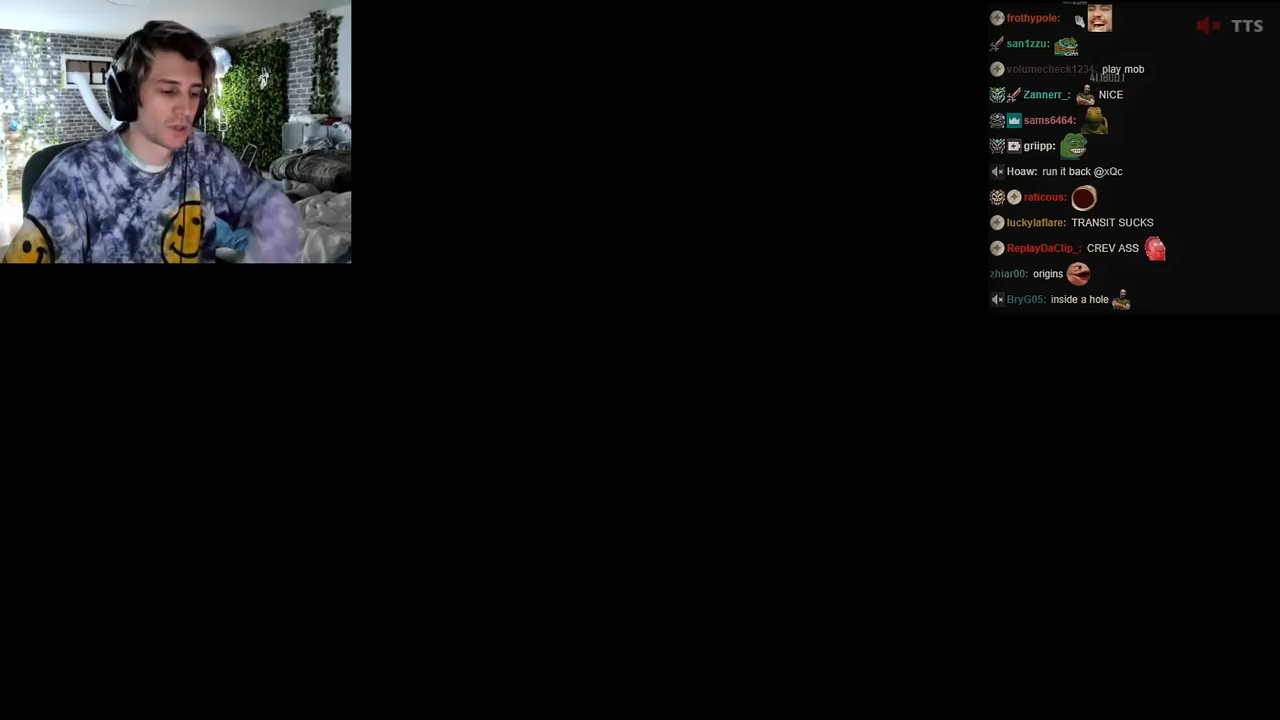 frothypole:
TTS
san1zzu:
volumecheck1234: play mob
Zannerr_: NICE
sams6464:
griipp:
Hoaw: run it back @xQc
raticous:
luckylaflare: TRANSIT SUCKS
ReplayDaClip_: CREV ASS
zhiar00: origins
BryG05: inside a hole